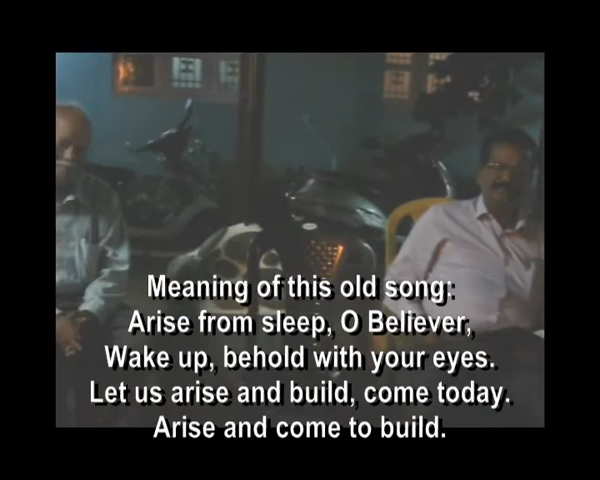 Meaning of this old song:
Arise from sleep, O Believer,
Wake up, behold with your eyes.
Let us arise and build, come today.
Arise and come to build.